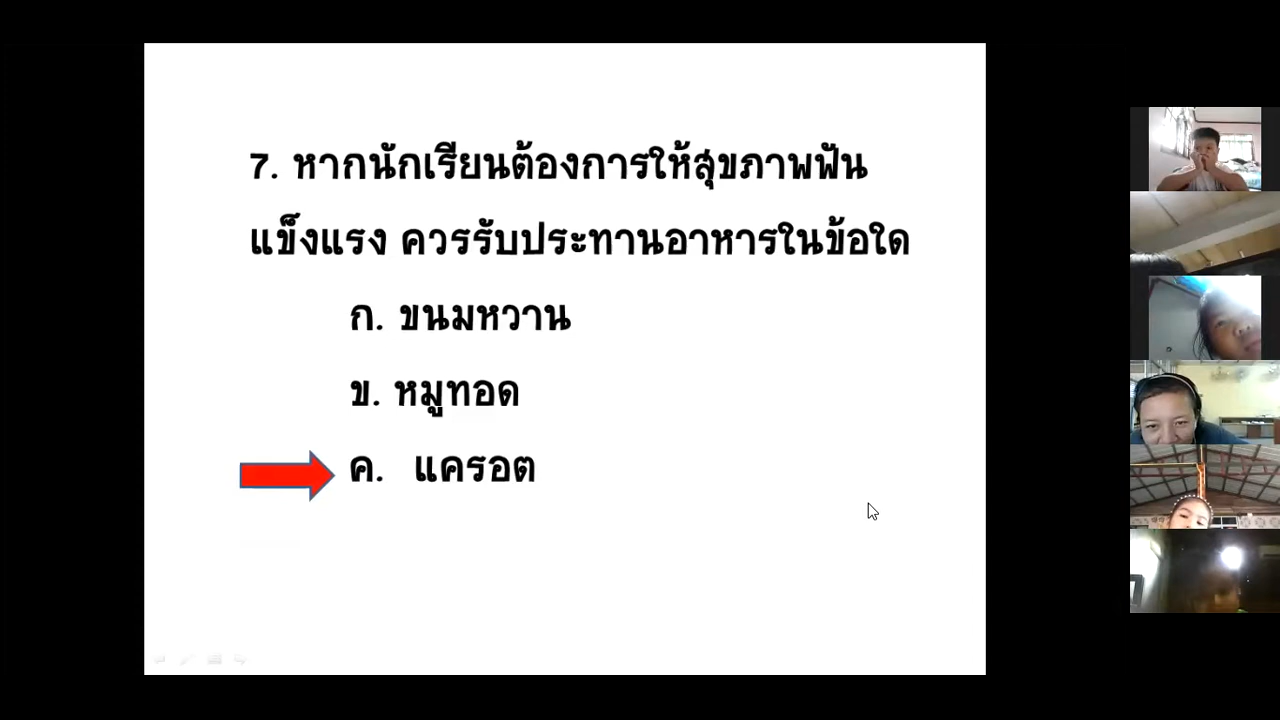 7. หากนักเรียนต้องการให้สุขภาพฟัน
แข็งแรง ควรรับประทานอาหารในข้อใด
ก. ขนมหวาน
ข. หมูทอด
ค. แครอต